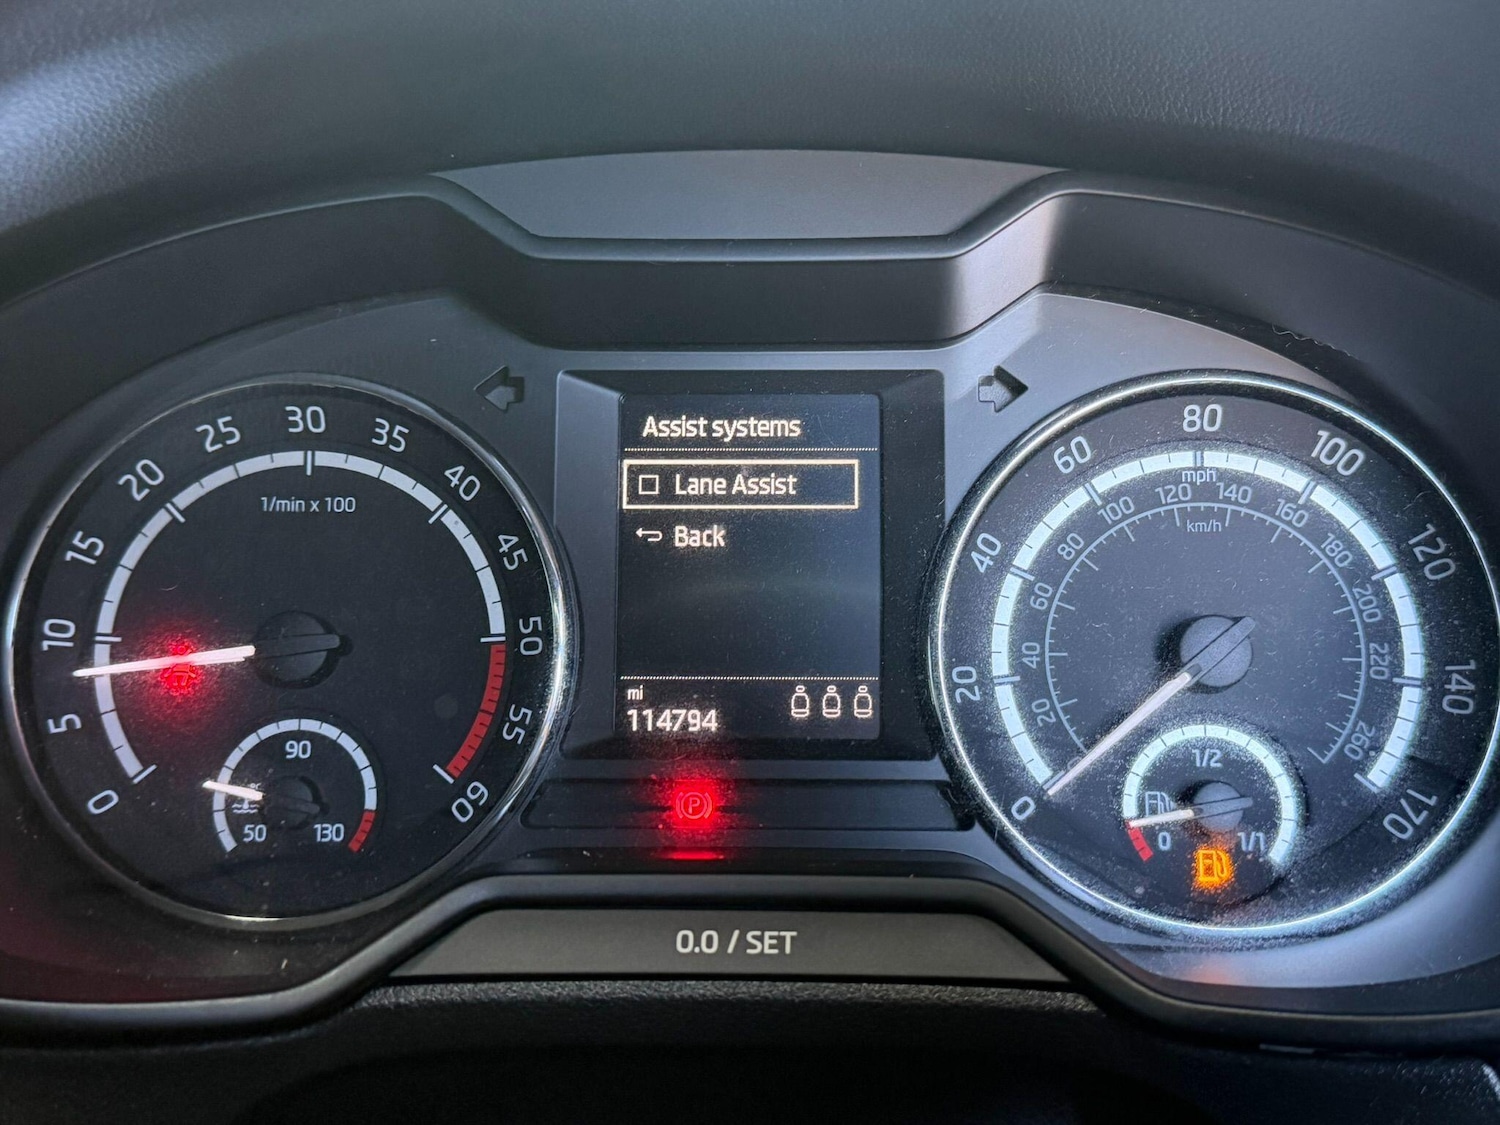 0 5 10 15 20 25 30 35 40 45 50 55 60
1/min x 100
50 90 130
Assist systems
Lane Assist
Back
mi
114794
P
0 20 40 60 80 100 120 140 170
mph
20 40 60 80 100 120 140 160 180 200 220 260
km/h
0 1/2 1/1
0.0 / SET